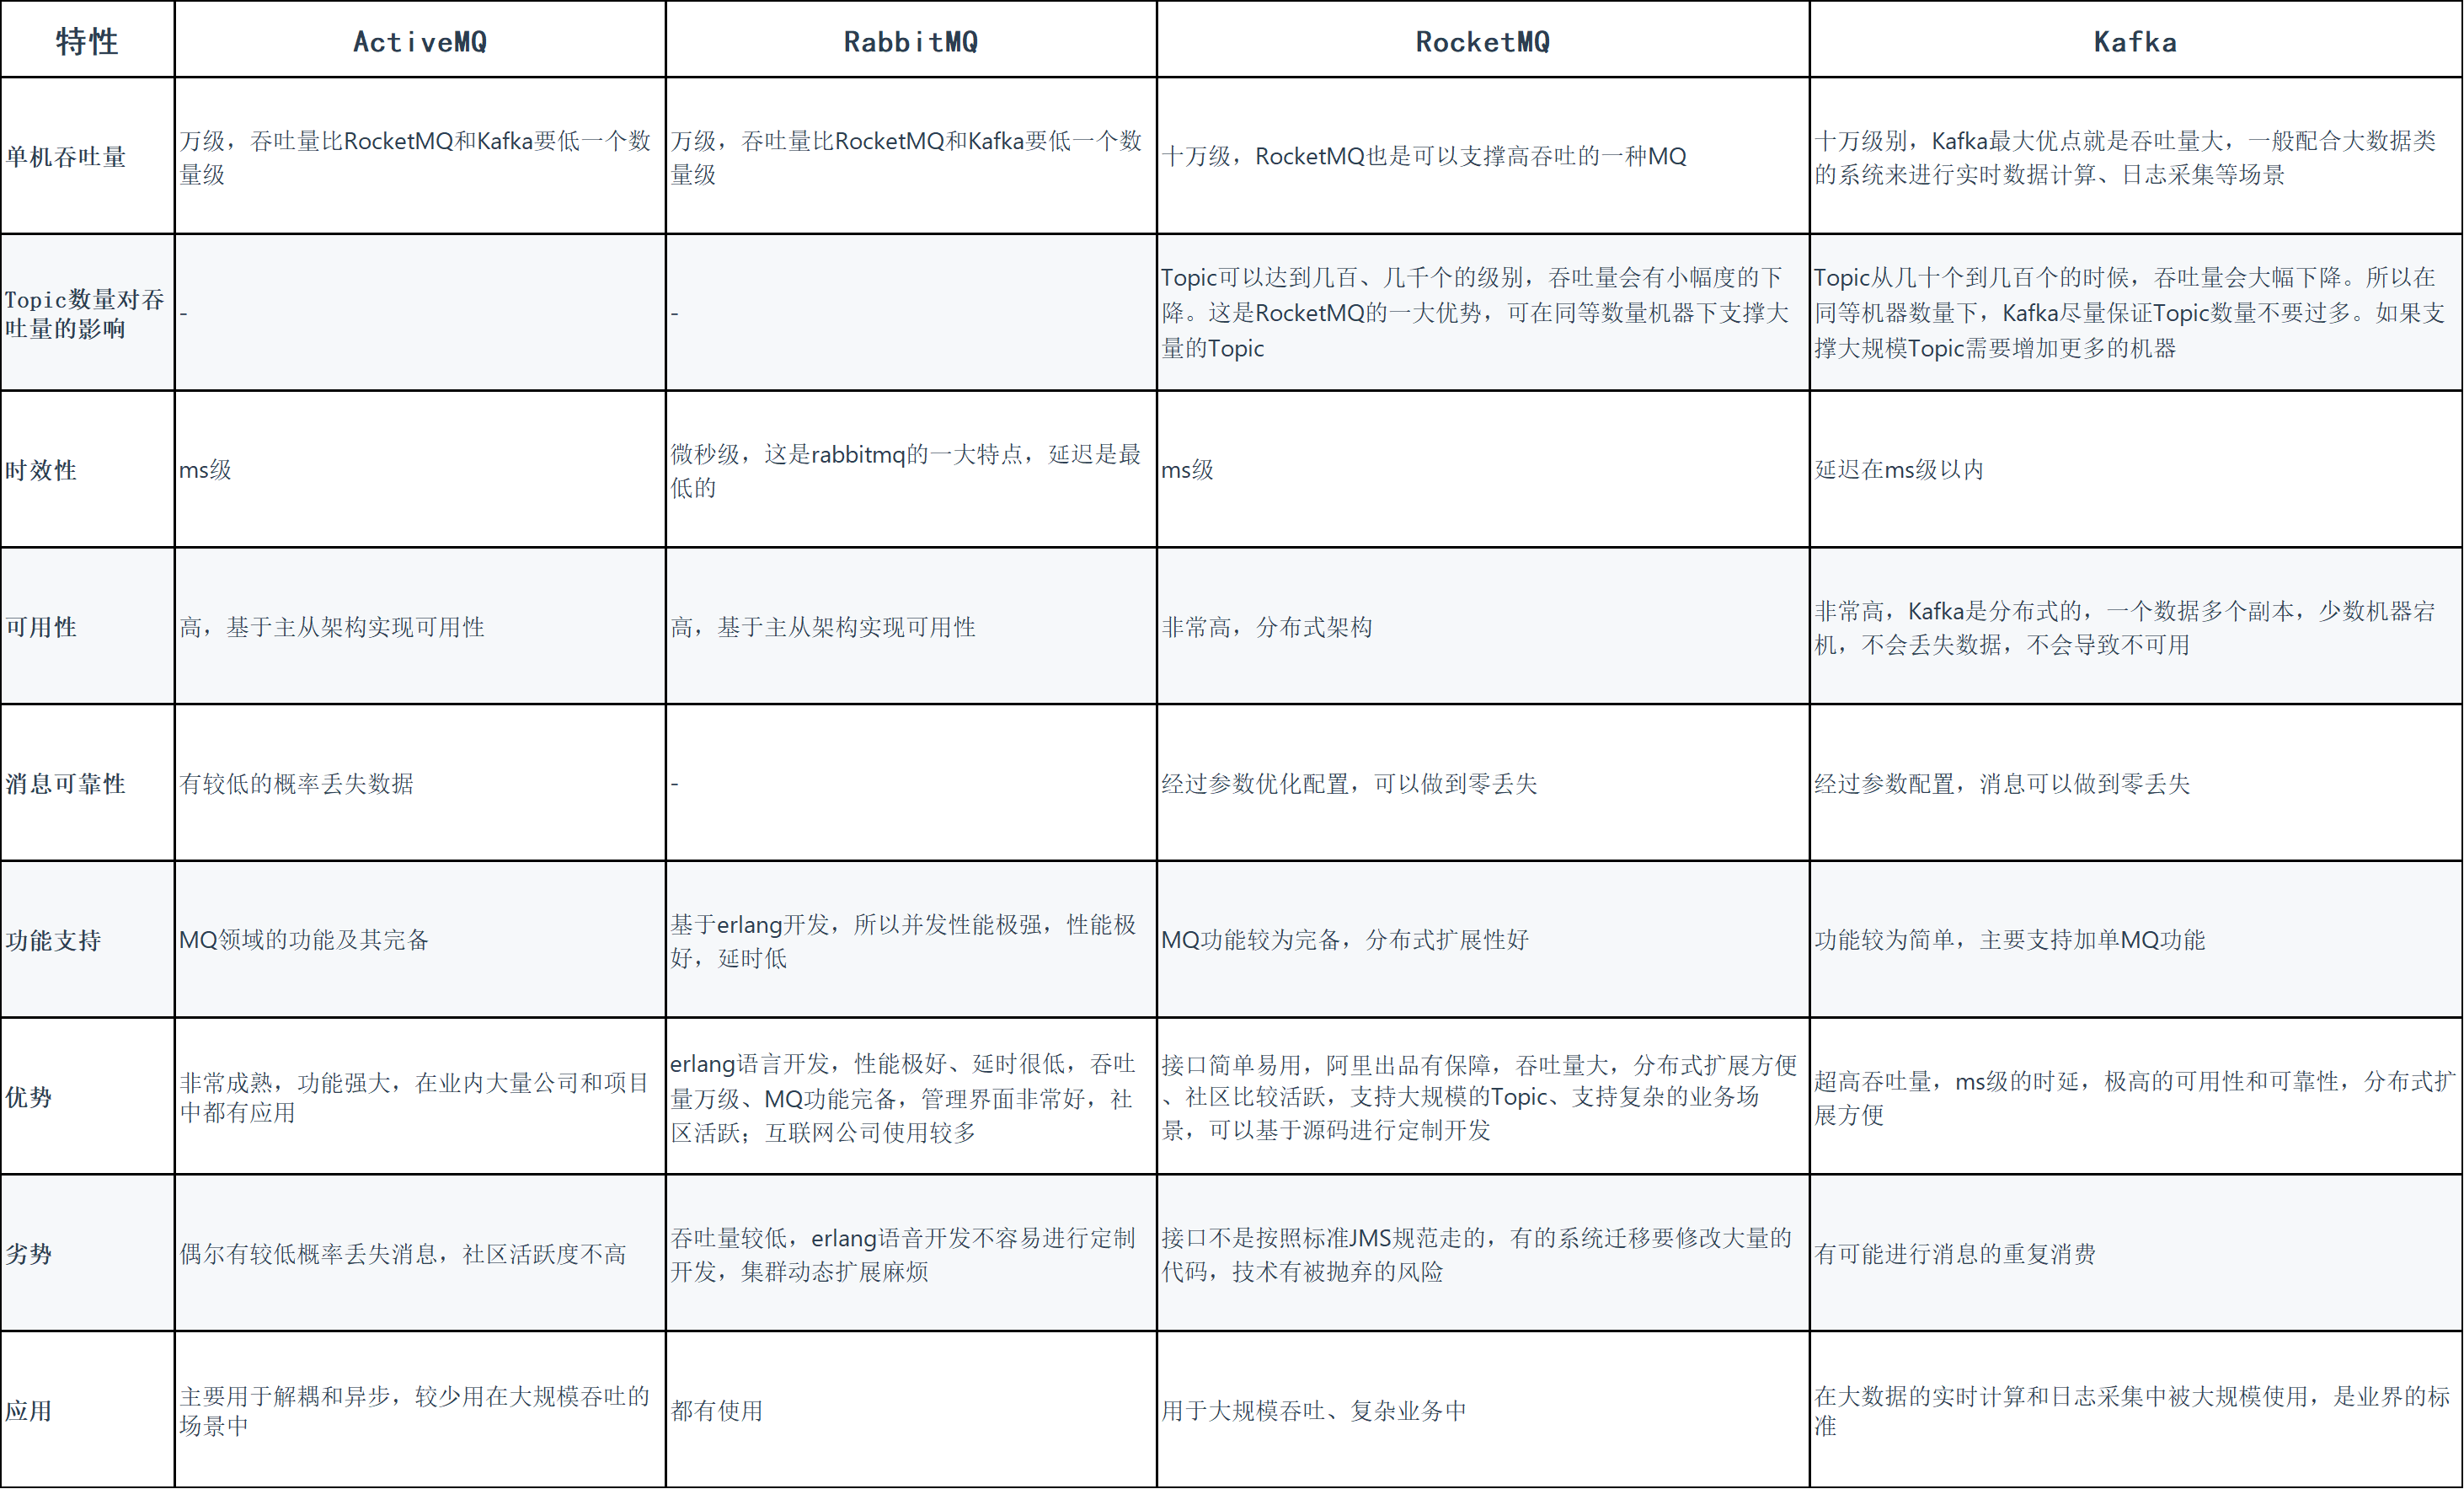 特性
ActiveMQ
RabbitMQ
RocketMQ
Kafka
单机吞吐量
万级，吞吐量比RocketMQ和Kafka要低一个数
量级
万级，吞吐量比RocketMQ和Kafka要低一个数
量级
十万级，RocketMQ也是可以支撑高吞吐的一种MQ
十万级别，Kafka最大优点就是吞吐量大，一般配合大数据类
的系统来进行实时数据计算、日志采集等场景
Topic数量对吞
吐量的影响
-
-
Topic可以达到几百、几千个的级别，吞吐量会有小幅度的下
降。这是RocketMQ的一大优势，可在同等数量机器下支撑大
量的Topic
Topic从几十个到几百个的时候，吞吐量会大幅下降。所以在
同等机器数量下，Kafka尽量保证Topic数量不要过多。如果支
撑大规模Topic需要增加更多的机器
时效性
ms级
微秒级，这是rabbitmq的一大特点，延迟是最
低的
ms级
延迟在ms级以内
可用性
高，基于主从架构实现可用性
高，基于主从架构实现可用性
非常高，分布式架构
非常高，Kafka是分布式的，一个数据多个副本，少数机器宕
机，不会丢失数据，不会导致不可用
消息可靠性
有较低的概率丢失数据
-
经过参数优化配置，可以做到零丢失
经过参数配置，消息可以做到零丢失
功能支持
MQ领域的功能及其完备
基于erlang开发，所以并发性能极强，性能极
好，延时低
MQ功能较为完备，分布式扩展性好
功能较为简单，主要支持加单MQ功能
优势
非常成熟，功能强大，在业内大量公司和项目
中都有应用
erlang语言开发，性能极好、延时很低，吞吐
量万级、MQ功能完备，管理界面非常好，社
区活跃；互联网公司使用较多
接口简单易用，阿里出品有保障，吞吐量大，分布式扩展方便
、社区比较活跃，支持大规模的Topic、支持复杂的业务场
景，可以基于源码进行定制开发
超高吞吐量，ms级的时延，极高的可用性和可靠性，分布式扩
展方便
劣势
偶尔有较低概率丢失消息，社区活跃度不高
吞吐量较低，erlang语音开发不容易进行定制
开发，集群动态扩展麻烦
接口不是按照标准JMS规范走的，有的系统迁移要修改大量的
代码，技术有被抛弃的风险
有可能进行消息的重复消费
应用
主要用于解耦和异步，较少用在大规模吞吐的
场景中
都有使用
用于大规模吞吐、复杂业务中
在大数据的实时计算和日志采集中被大规模使用，是业界的标
准